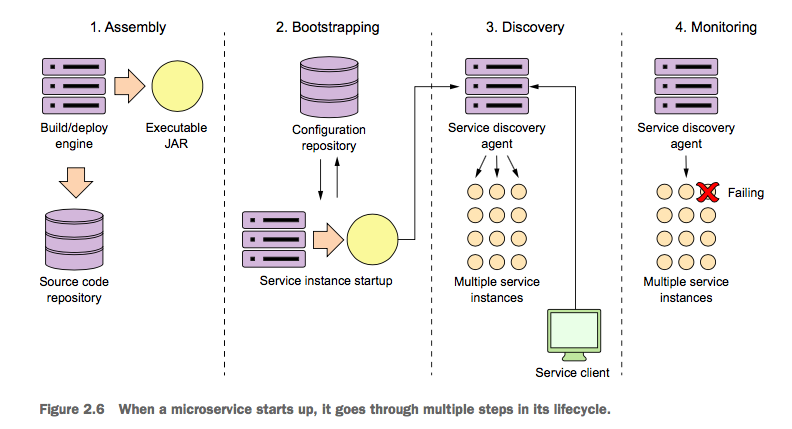 1. Assembly
2. Bootstrapping
3. Discovery
4. Monitoring
Build/deploy
engine
Executable
JAR
Source code
repository
Configuration
repository
Service instance startup
Service discovery
agent
Multiple service
instances
Service client
Service discovery
agent
Failing
Multiple service
instances
Figure 2.6 When a microservice starts up, it goes through multiple steps in its lifecycle.